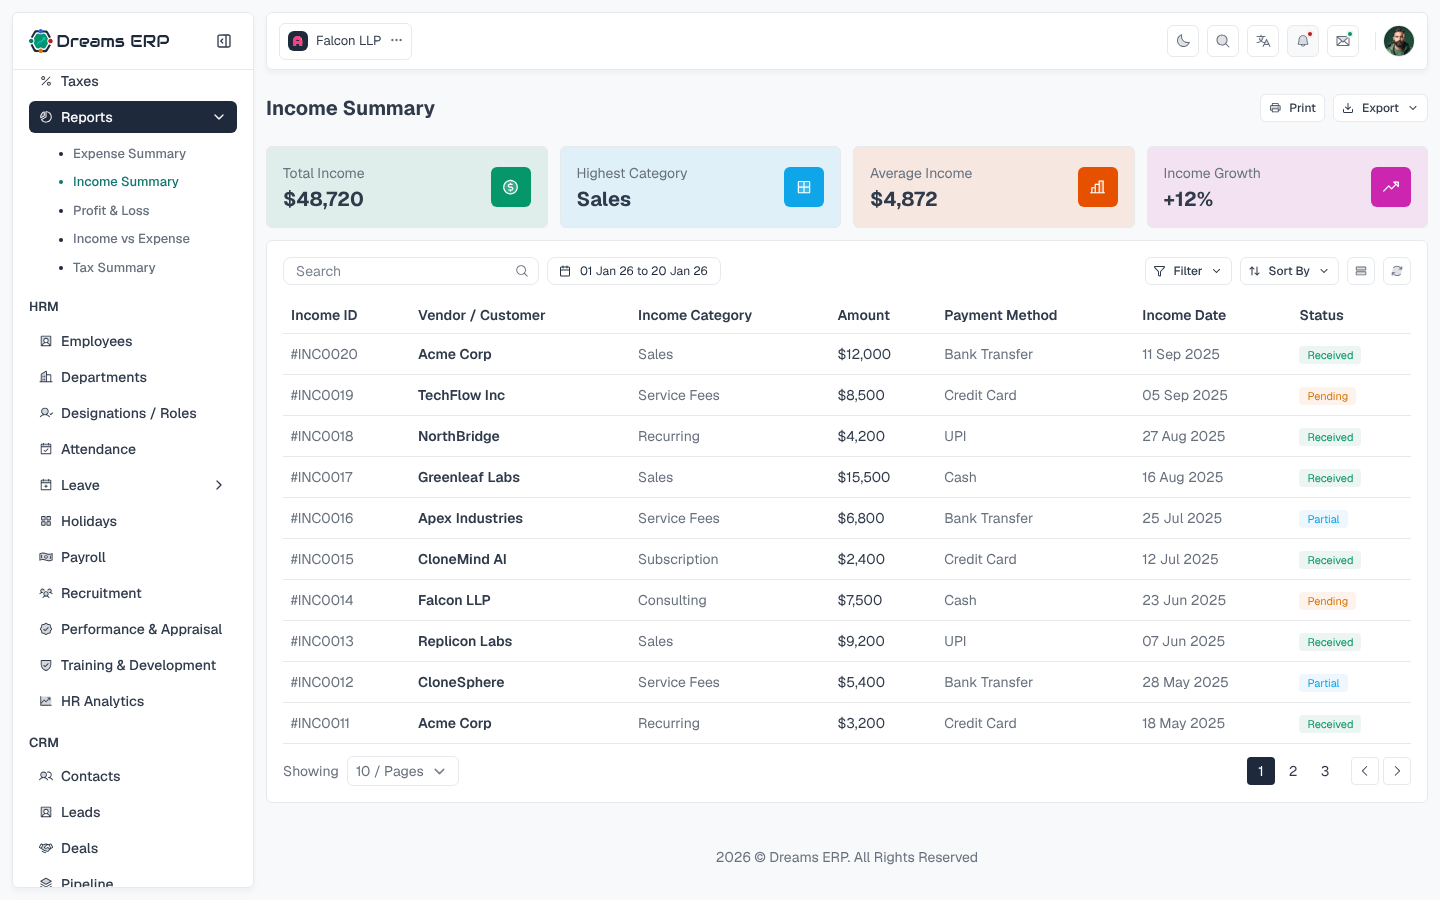 Dreams ERP
Taxes
Reports
Expense Summary
Income Summary
Profit & Loss
Income vs Expense
Tax Summary
HRM
Employees
Departments
Designations / Roles
Attendance
Leave
Holidays
Payroll
Recruitment
Performance & Appraisal
Training & Development
HR Analytics
CRM
Contacts
Leads
Deals
Pipeline
Falcon LLP ···
Income Summary
Print Export
Total Income
$48,720
Highest Category
Sales
Average Income
$4,872
Income Growth
+12%
Search 01 Jan 26 to 20 Jan 26 Filter Sort By
Income ID Vendor / Customer Income Category Amount Payment Method Income Date Status
#INC0020 Acme Corp Sales $12,000 Bank Transfer 11 Sep 2025 Received
#INC0019 TechFlow Inc Service Fees $8,500 Credit Card 05 Sep 2025 Pending
#INC0018 NorthBridge Recurring $4,200 UPI 27 Aug 2025 Received
#INC0017 Greenleaf Labs Sales $15,500 Cash 16 Aug 2025 Received
#INC0016 Apex Industries Service Fees $6,800 Bank Transfer 25 Jul 2025 Partial
#INC0015 CloneMind AI Subscription $2,400 Credit Card 12 Jul 2025 Received
#INC0014 Falcon LLP Consulting $7,500 Cash 23 Jun 2025 Pending
#INC0013 Replicon Labs Sales $9,200 UPI 07 Jun 2025 Received
#INC0012 CloneSphere Service Fees $5,400 Bank Transfer 28 May 2025 Partial
#INC0011 Acme Corp Recurring $3,200 Credit Card 18 May 2025 Received
Showing 10 / Pages 1 2 3
2026 © Dreams ERP. All Rights Reserved